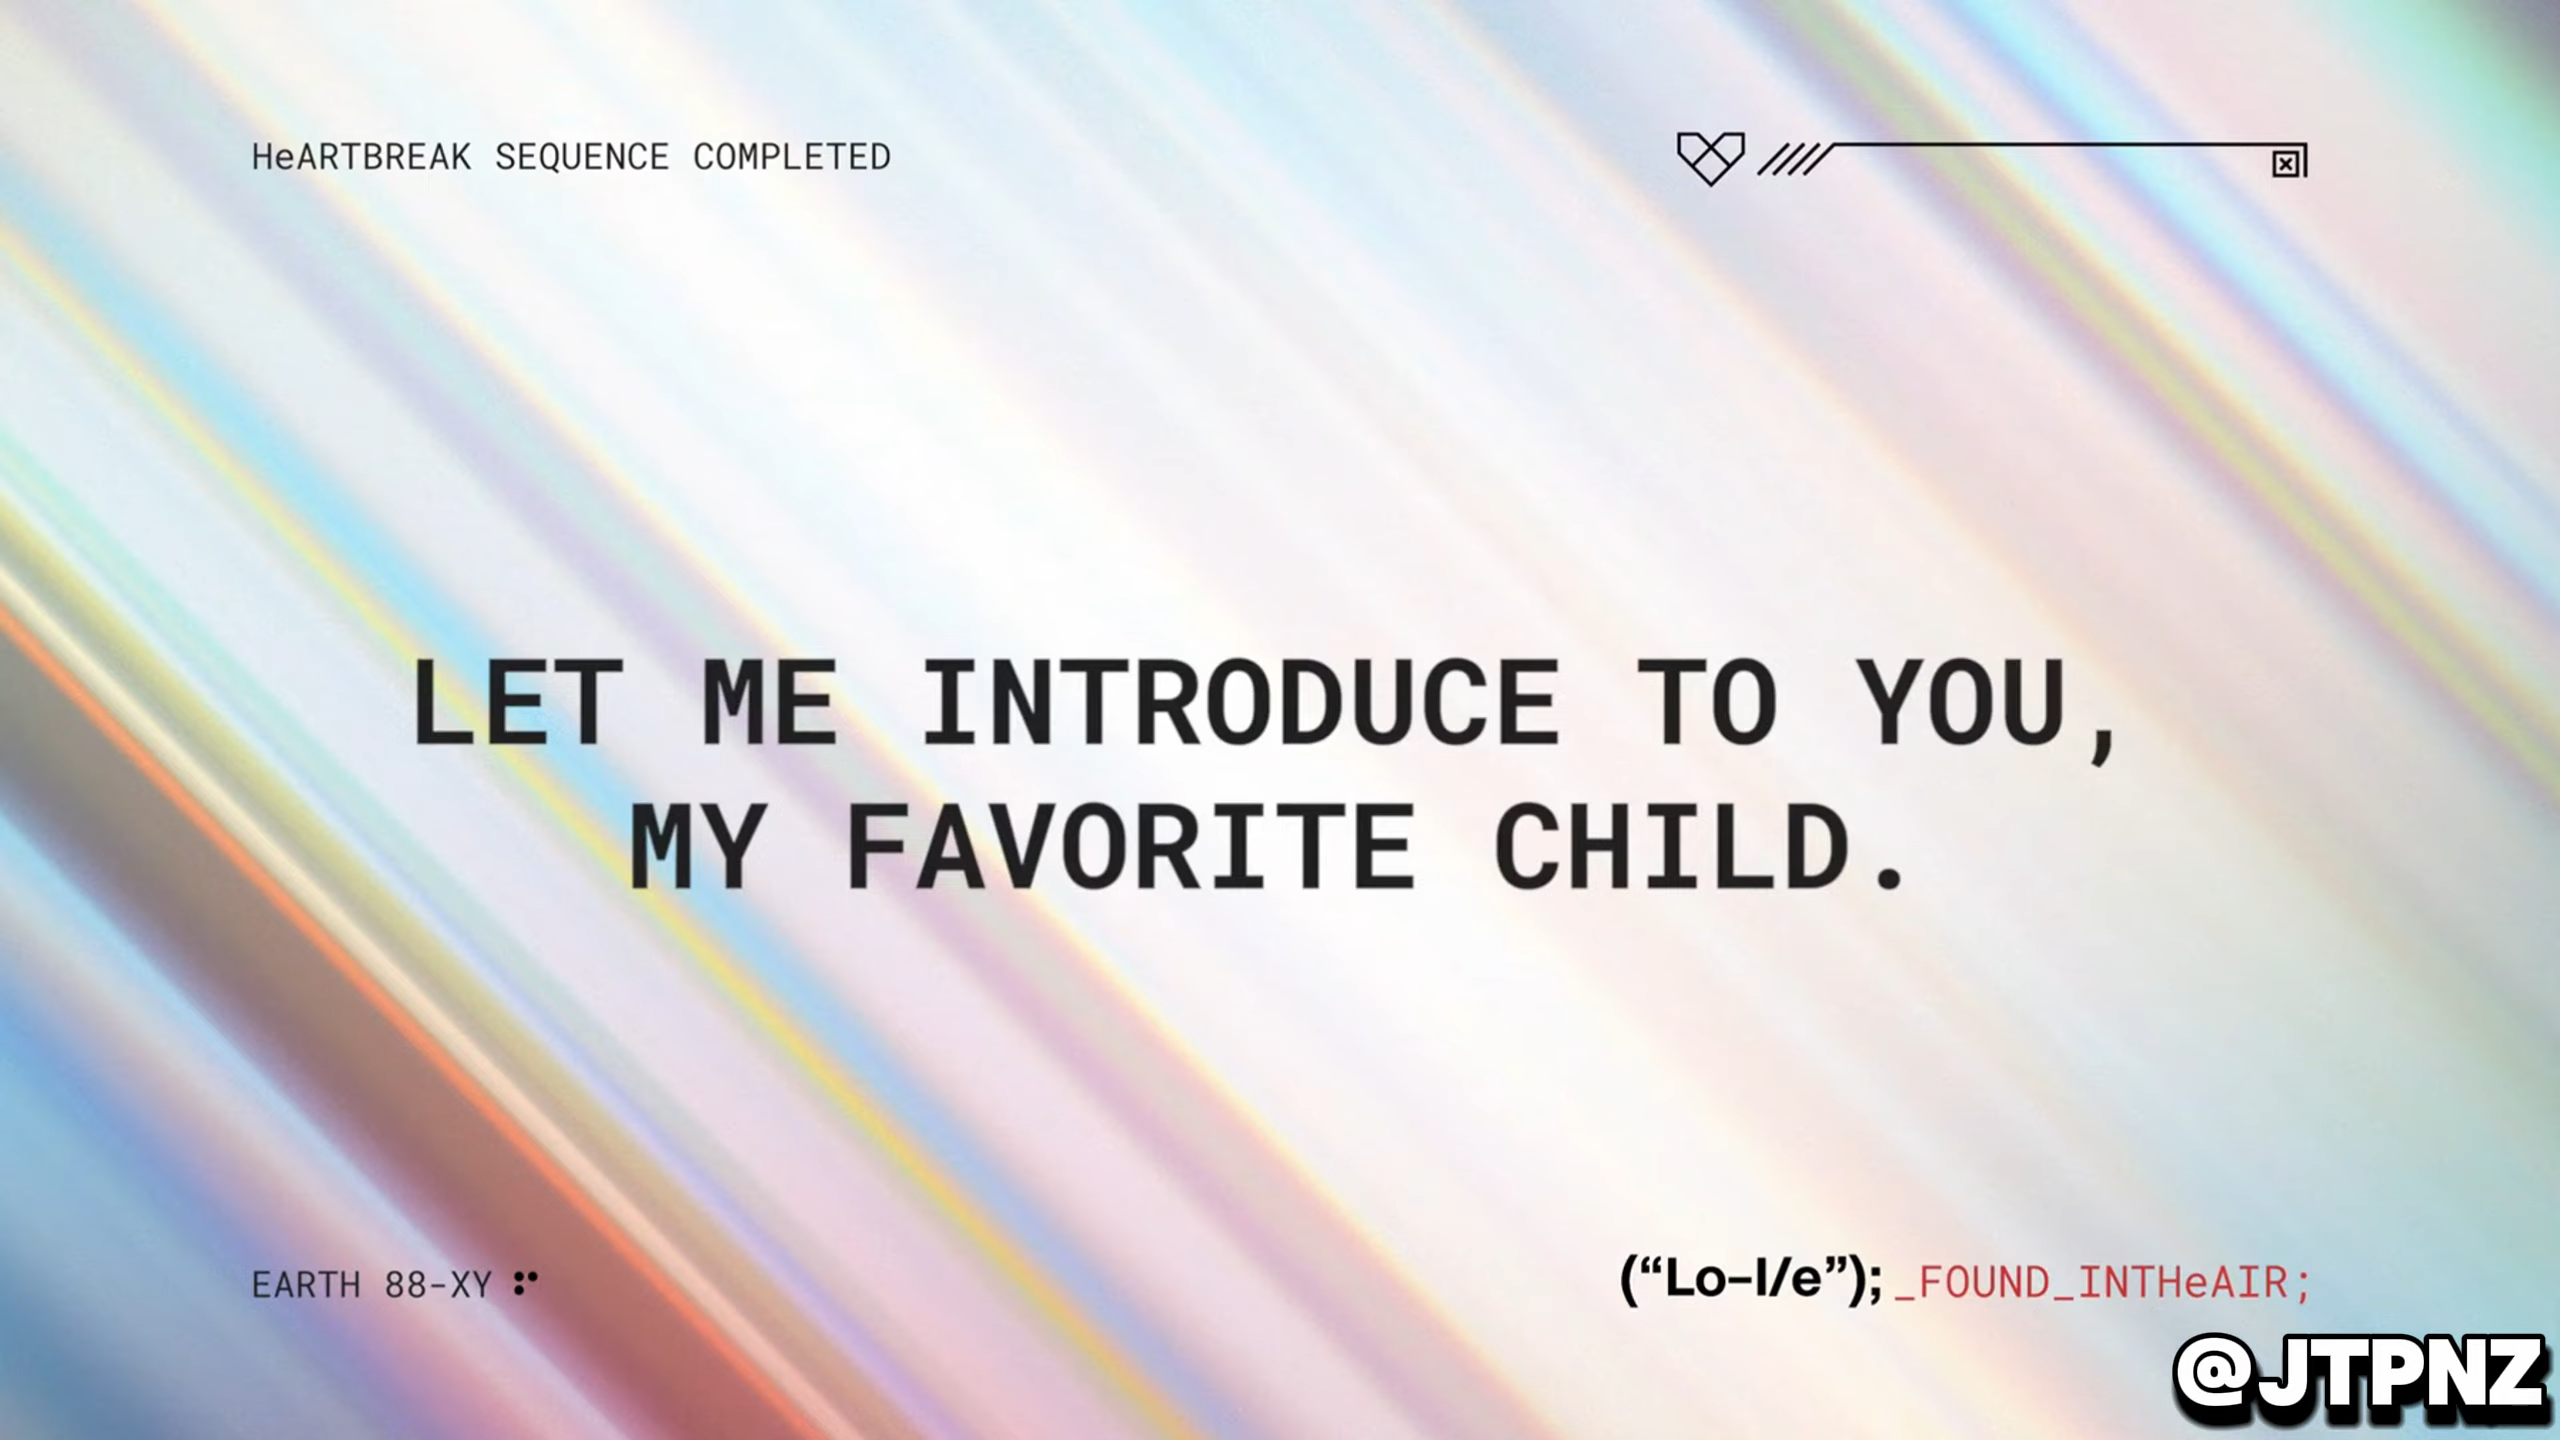 HeARTBREAK SEQUENCE COMPLETED
LET ME INTRODUCE TO YOU,
MY FAVORITE CHILD.
EARTH 88-XY
(“Lo-l/e”); _FOUND_INTHeAIR;
@JTPNZ